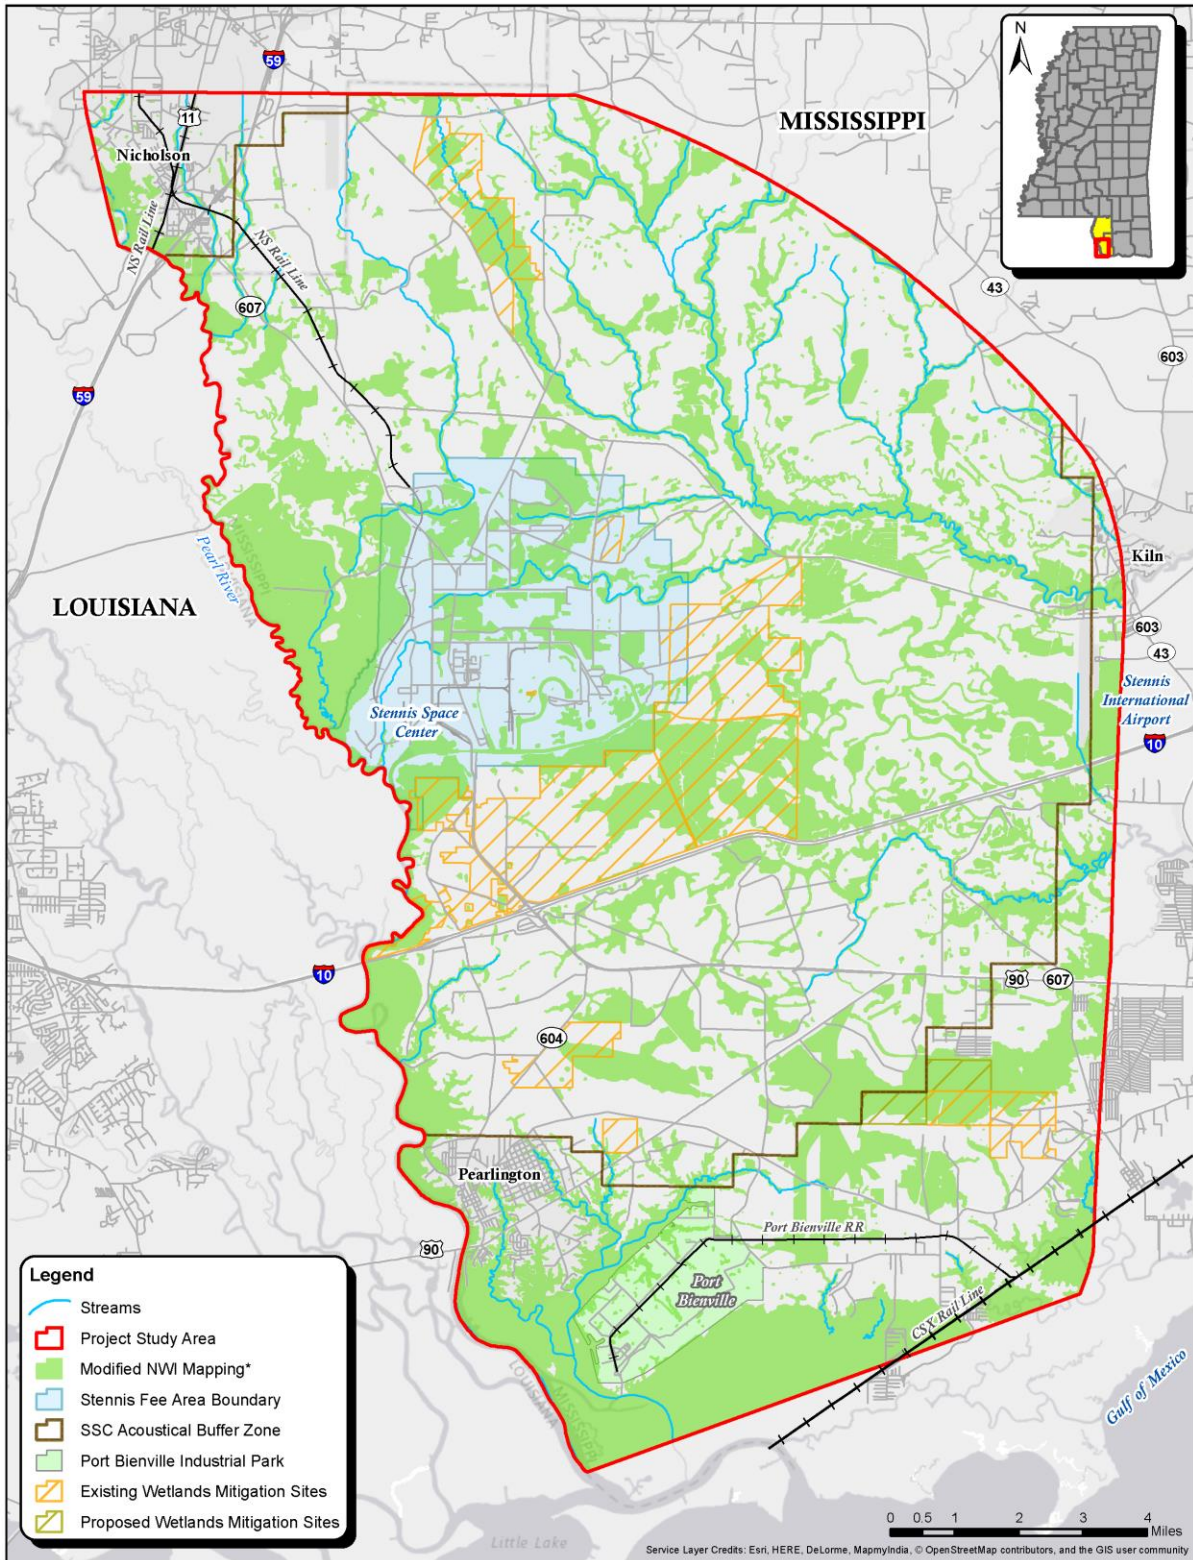 N
59
MISSISSIPPI
11
Nicholson
NS Rail Line
NS Rail Line
607
43
603
59
Pearl River
MISSISSIPPI
LOUISIANA
LOUISIANA
Kiln
603
43
Stennis
International
Airport
10
Stennis Space
Center
10
90
607
604
Pearlington
90
Port Bienville RR
Port
Bienville
CSX Rail Line
Gulf of Mexico
LOUISIANA
MISSISSIPPI
Little Lake
Legend
Streams
Project Study Area
Modified NWI Mapping*
Stennis Fee Area Boundary
SSC Acoustical Buffer Zone
Port Bienville Industrial Park
Existing Wetlands Mitigation Sites
Proposed Wetlands Mitigation Sites
0 0.5 1 2 3 4
Miles
Service Layer Credits: Esri, HERE, DeLorme, MapmyIndia, © OpenStreetMap contributors, and the GIS user community